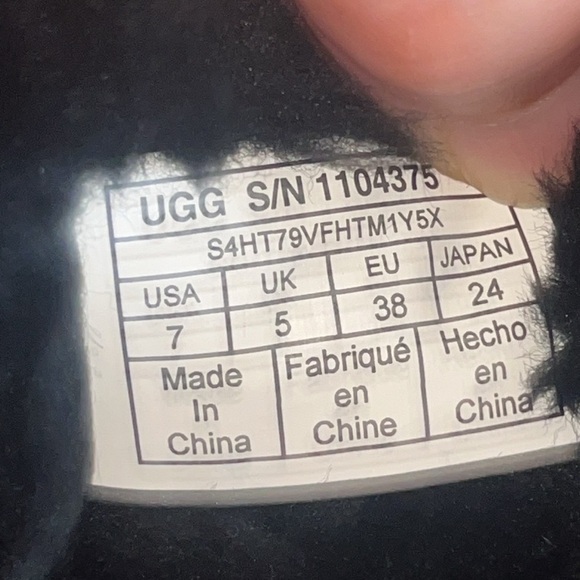 UGG S/N 1104375
S4HT79VFHTM1Y5X
USA UK EU JAPAN
7 5 38 24
Made In China
Fabriqué en Chine
Hecho en China